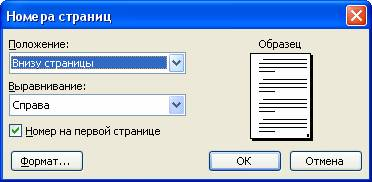 Номера страниц
Положение:
Образец
Внизу страницы
Выравнивание:
Справа
Номер на первой странице
Формат...
ОК
Отмена